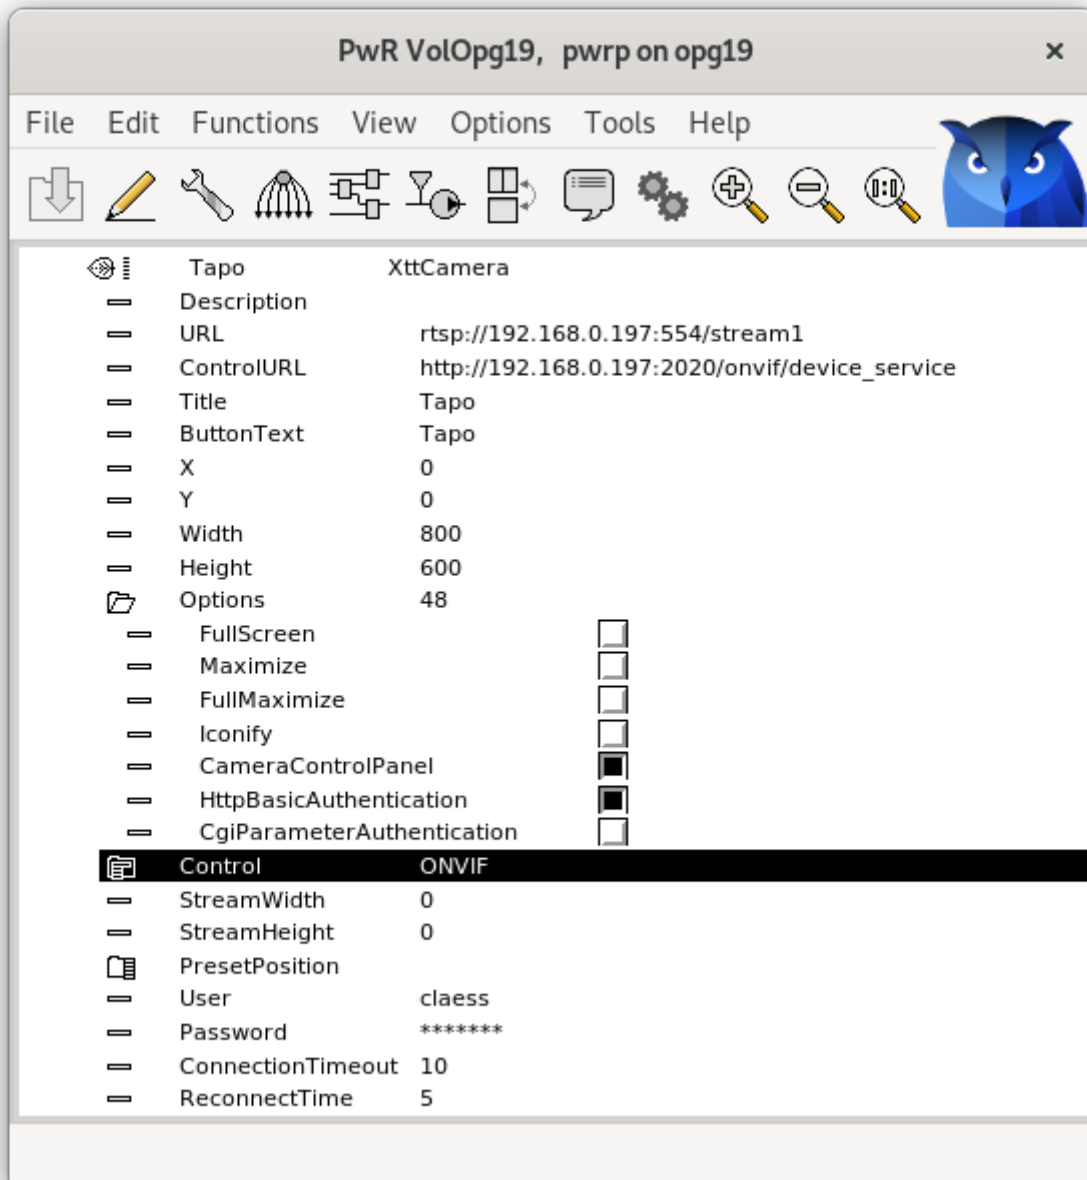 PwR VolOpg19, pwrp on opg19 ×
File Edit Functions View Options Tools Help
Tapo XttCamera
Description
URL rtsp://192.168.0.197:554/stream1
ControlURL http://192.168.0.197:2020/onvif/device_service
Title Tapo
ButtonText Tapo
X 0
Y 0
Width 800
Height 600
Options 48
FullScreen
Maximize
FullMaximize
Iconify
CameraControlPanel
HttpBasicAuthentication
CgiParameterAuthentication
Control ONVIF
StreamWidth 0
StreamHeight 0
PresetPosition
User claess
Password *******
ConnectionTimeout 10
ReconnectTime 5